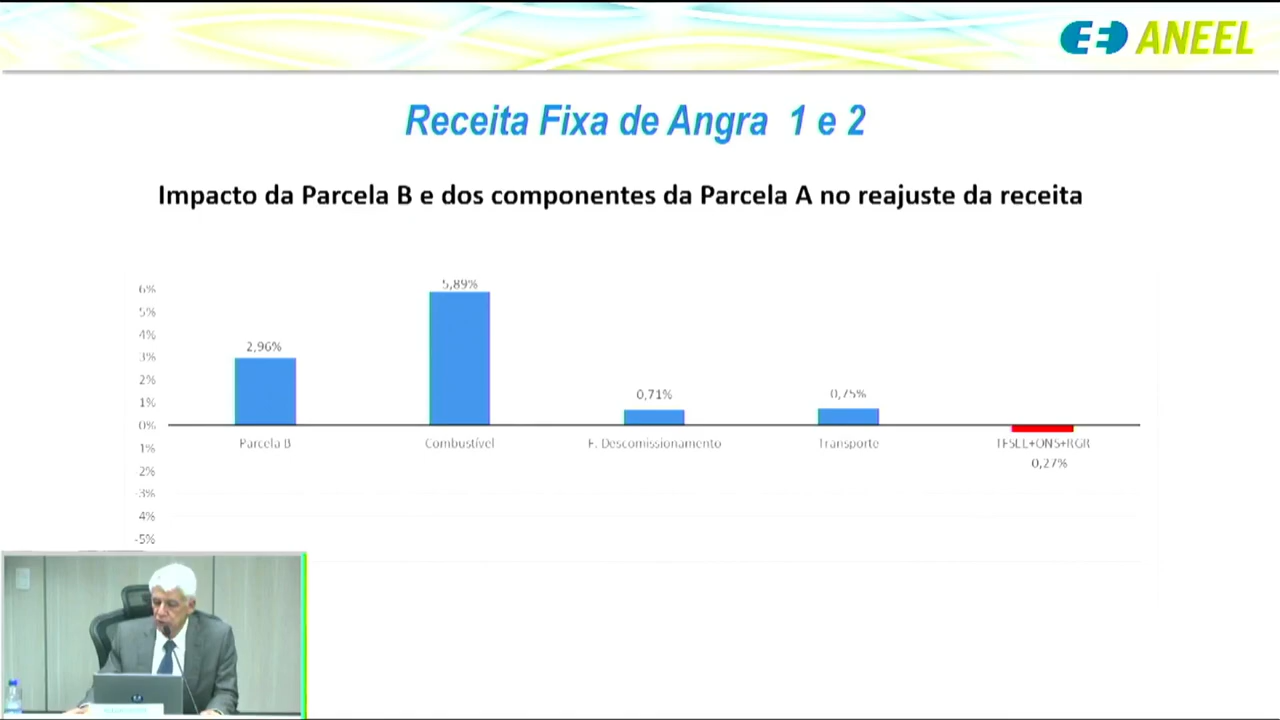 ANEEL
Receita Fixa de Angra 1 e 2
Impacto da Parcela B e dos componentes da Parcela A no reajuste da receita
6%
5%
4%
3%
2%
1%
0%
1%
2%
-3%
4%
-5%
2,96%
5,89%
0,71%
0,75%
Parcela B
Combustível
F. Descomissionamento
Transporte
TFSEE+ONS+RGR
0,27%